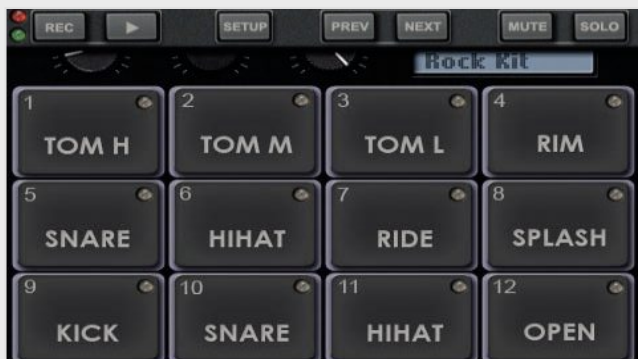 REC SETUP PREV NEXT MUTE SOLO
Rock Kit
1 2 3 4
TOM H TOM M TOM L RIM
5 6 7 8
SNARE HIHAT RIDE SPLASH
9 10 11 12
KICK SNARE HIHAT OPEN